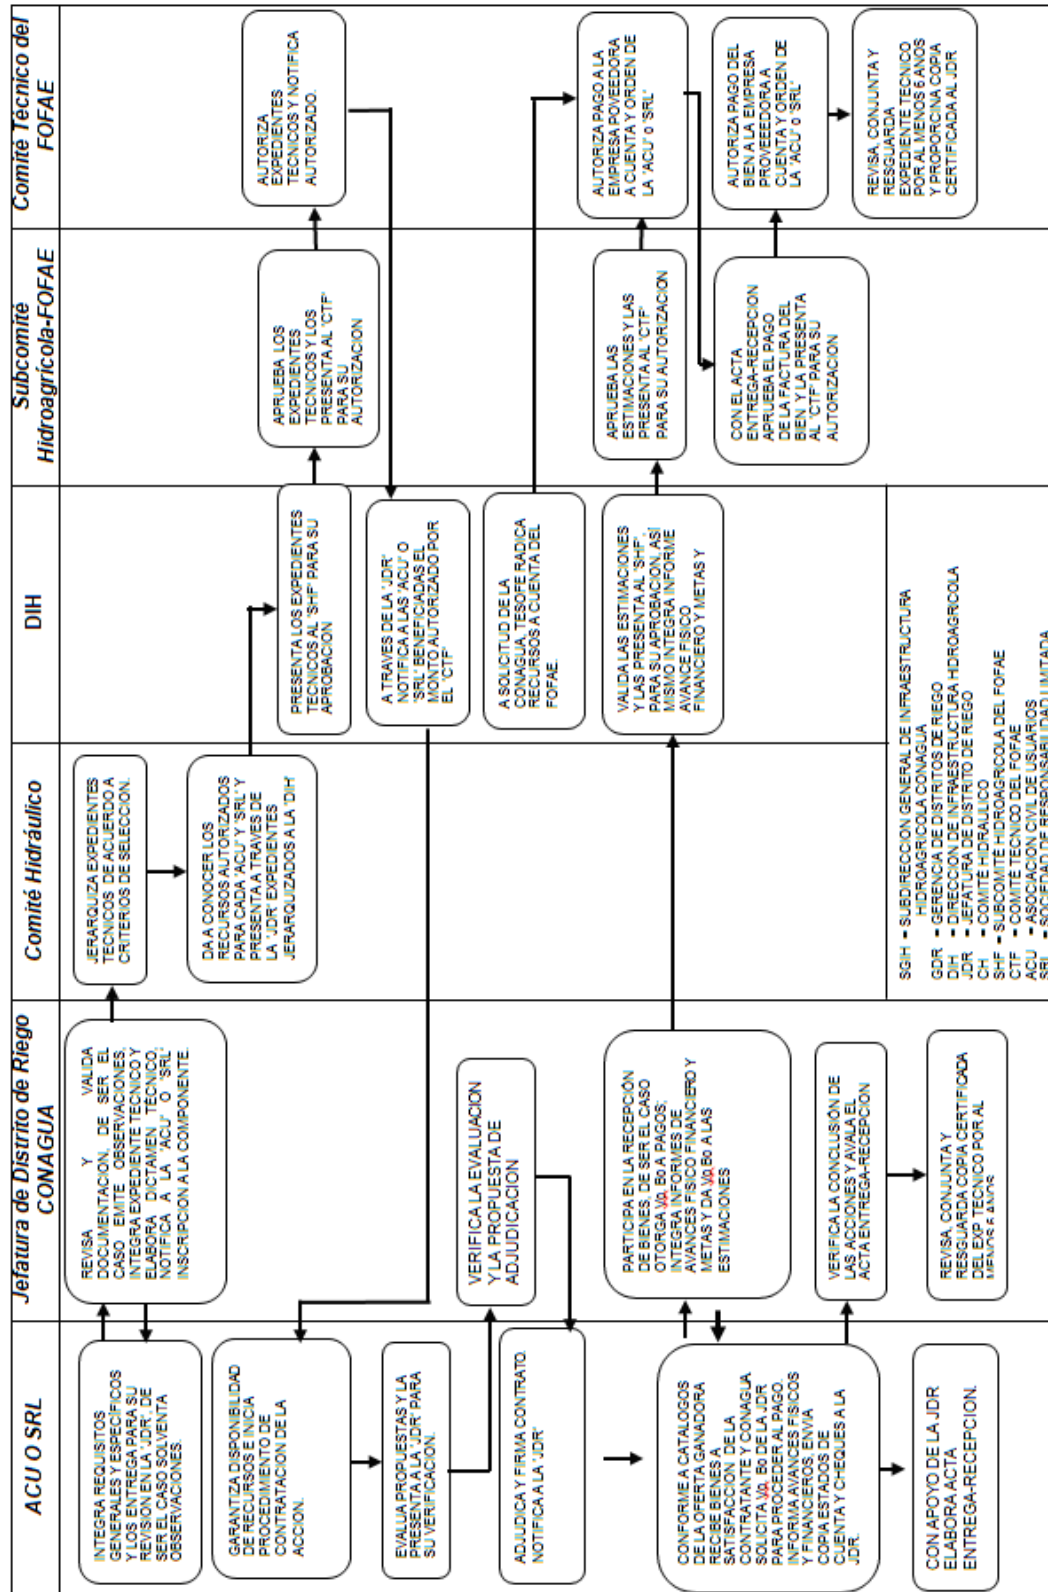 ACU O SRL
Jefatura de Distrito de Riego
CONAGUA
Comité Hidráulico
DIH
Subcomité
Hidroagrícola-FOFAE
Comité Técnico del
FOFAE
INTEGRA REQUISITOS
GENERALES Y ESPECIFICOS
Y LOS ENTREGA PARA SU
REVISION EN LA "JDR", DE
SER EL CASO SOLVENTA
OBSERVACIONES.
REVISA Y VALIDA
DOCUMENTACION, DE SER EL
CASO EMITE OBSERVACIONES,
INTEGRA EXPEDIENTE TECNICO Y
ELABORA DICTAMEN TÉCNICO;
NOTIFICA A LA "ACU" O "SRL";
INSCRIPCION A LA COMPONENTE.
JERARQUIZA EXPEDIENTES
TECNICOS DE ACUERDO A
CRITERIOS DE SELECCION.
DA A CONOCER LOS
RECURSOS AUTORIZADOS
PARA CADA "ACU" Y "SRL" Y
PRESENTA A TRAVES DE
LA "JDR" EXPEDIENTES
JERARQUIZADOS A LA "DIH"
PRESENTA LOS EXPEDIENTES
TECNICOS AL "SHF" PARA SU
APROBACION
APRUEBA LOS
EXPEDIENTES
TECNICOS Y LOS
PRESENTA AL "CTF"
PARA SU
AUTORIZACION
AUTORIZA
EXPEDIENTES
TECNICOS Y NOTIFICA
AUTORIZADO.
A TRAVES DE LA "JDR"
NOTIFICA A LAS "ACU" O
"SRL" BENEFICIADAS EL
MONTO AUTORIZADO POR
EL "CTF"
GARANTIZA DISPONIBILIDAD
DE RECURSOS E INICIA
PROCEDIMIENTO DE
CONTRATACION DE LA
ACCION.
EVALUA PROPUESTAS Y LA
PRESENTA A LA "JDR" PARA
SU VERIFICACION.
VERIFICA LA EVALUACION
Y LA PROPUESTA DE
ADJUDICACION
ADJUDICA Y FIRMA CONTRATO.
NOTIFICA A LA "JDR"
A SOLICITUD DE LA
CONAGUA, TESOFE RADICA
RECURSOS A CUENTA DEL
FOFAE.
CONFORME A CATALOGOS
DE LA OFERTA GANADORA
RECIBE BIENES A
SATISFACCION DE LA
CONTRATANTE Y CONAGUA
SOLICITA Vo. Bo DE LA JDR
PARA PROCEDER AL PAGO.
INFORMA AVANCES FISICOS
Y FINANCIEROS, ENVIA
COPIA ESTADOS DE
CUENTA Y CHEQUES A LA
JDR.
PARTICIPA EN LA RECEPCIÓN
DE BIENES, DE SER EL CASO
OTORGA Vo. Bo A PAGOS;
INTEGRA INFORMES DE
AVANCES FISICO FINANCIERO Y
METAS Y DA Vo. Bo A LAS
ESTIMACIONES
VALIDA LAS ESTIMACIONES
Y LAS PRESENTA AL "SHF",
PARA SU APROBACION, ASÍ
MISMO INTEGRA INFORME
AVANCE FÍSICO
FINANCIERO Y METAS Y
APRUEBA LAS
ESTIMACIONES Y LAS
PRESENTA AL "CTF"
PARA SU AUTORIZACION
AUTORIZA PAGO A LA
EMPRESA POVEEDORA
A CUENTA Y ORDEN DE
LA "ACU" o "SRL"
CON EL ACTA
ENTREGA-RECEPCION
APRUEBA EL PAGO
DE LA FACTURA DEL
BIEN Y LA PRESENTA
AL "CTF" PARA SU
AUTORIZACION
AUTORIZA PAGO DEL
BIEN A LA EMPRESA
PROVEEDORA A
CUENTA Y ORDEN DE
LA "ACU" o "SRL"
REVISA, CONJUNTA Y
RESGUARDA
EXPEDIENTE TECNICO
POR AL MENOS 6 ANOS
Y PROPORCINA COPIA
CERTIFICADA AL JDR
VERIFICA LA CONCLUSIÓN DE
LAS ACCIONES Y AVALA EL
ACTA ENTREGA-RECEPCION
REVISA, CONJUNTA Y
RESGUARDA COPIA CERTIFICADA
DEL EXP TECNICO POR AL
MENOS 6 ANOS
CON APOYO DE LA JDR
ELABORA ACTA
ENTREGA-RECEPCION.
SGIH - SUBDIRECCION GENERAL DE INFRAESTRUCTURA
HIDROAGRICOLA CONAGUA
GDR - GERENCIA DE DISTRITOS DE RIEGO
DIH - DIRECCION DE INFRAESTRUCTURA HIDROAGRICOLA
JDR - JEFATURA DE DISTRITO DE RIEGO
CH - COMITÉ HIDRAULICO
SHF - SUBCOMITÉ HIDROAGRICOLA DEL FOFAE
CTF - COMITÉ TECNICO DEL FOFAE
ACU - ASOCIACION CIVIL DE USUARIOS
SRL - SOCIEDAD DE RESPONSABILIDAD LIMITADA